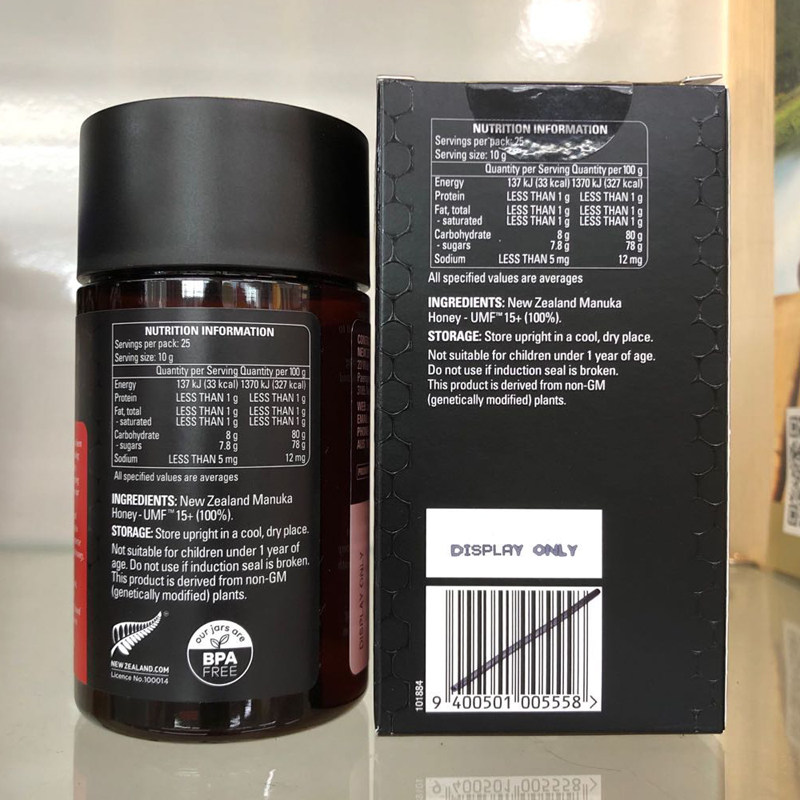 NUTRITION INFORMATION
Servings per pack: 25
Serving size: 10 g
Quantity per Serving Quantity per 100 g
Energy 137 kJ (33 kcal) 1370 kJ (327 kcal)
Protein LESS THAN 1 g LESS THAN 1 g
Fat, total LESS THAN 1 g LESS THAN 1 g
- saturated LESS THAN 1 g LESS THAN 1 g
Carbohydrate 8 g 80 g
- sugars 7.8 g 78 g
Sodium LESS THAN 5 mg 12 mg
All specified values are averages
INGREDIENTS: New Zealand Manuka
Honey - UMF™ 15+ (100%).
STORAGE: Store upright in a cool, dry place.
Not suitable for children under 1 year of
age. Do not use if induction seal is broken.
This product is derived from non-GM
(genetically modified) plants.
NEW ZEALAND.COM
Licence No.100014
our jars are
BPA
FREE
DISPLAY ONLY
NUTRITION INFORMATION
Servings per pack: 25
Serving size: 10 g
Quantity per Serving Quantity per 100 g
Energy 137 kJ (33 kcal) 1370 kJ (327 kcal)
Protein LESS THAN 1 g LESS THAN 1 g
Fat, total LESS THAN 1 g LESS THAN 1 g
- saturated LESS THAN 1 g LESS THAN 1 g
Carbohydrate 8 g 80 g
- sugars 7.8 g 78 g
Sodium LESS THAN 5 mg 12 mg
All specified values are averages
INGREDIENTS: New Zealand Manuka
Honey - UMF™ 15+ (100%).
STORAGE: Store upright in a cool, dry place.
Not suitable for children under 1 year of age.
Do not use if induction seal is broken.
This product is derived from non-GM
(genetically modified) plants.
DISPLAY ONLY
101884
9 400501 005558 >